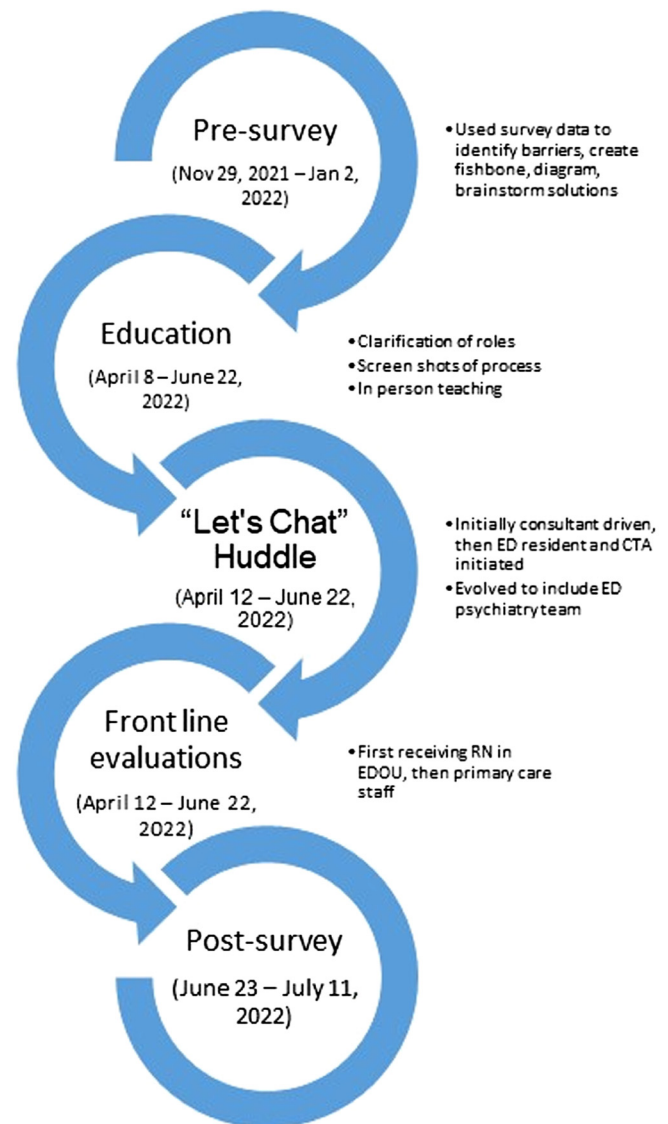 Pre-survey
(Nov 29, 2021 – Jan 2,
2022)
• Used survey data to
identify barriers, create
fishbone, diagram,
brainstorm solutions
Education
(April 8 – June 22,
2022)
• Clarification of roles
• Screen shots of process
• In person teaching
“Let's Chat”
Huddle
(April 12 – June 22,
2022)
• Initially consultant driven,
then ED resident and CTA
initiated
• Evolved to include ED
psychiatry team
Front line
evaluations
(April 12 – June 22,
2022)
• First receiving RN in
EDOU, then primary care
staff
Post-survey
(June 23 – July 11,
2022)